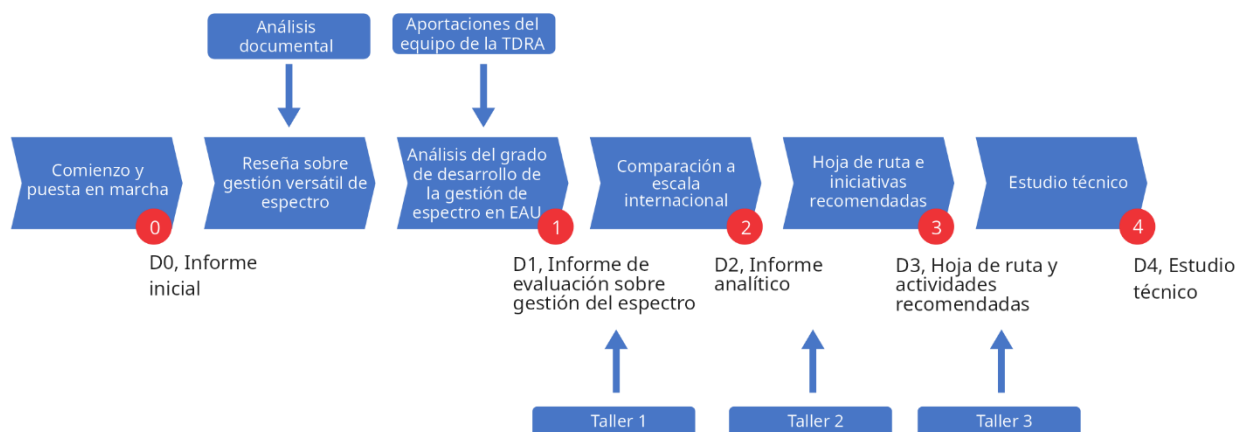 Análisis
documental
Aportaciones del
equipo de la TDRA
Comienzo y
puesta en marcha
Reseña sobre
gestión versátil de
espectro
Análisis del grado
de desarrollo de
la gestión de
espectro en EAU
Comparación a
escala
internacional
Hoja de ruta e
iniciativas
recomendadas
Estudio técnico
0
1
2
3
4
D0, Informe
inicial
D1, Informe de
evaluación sobre
gestión del espectro
D2, Informe
analítico
D3, Hoja de ruta y
actividades
recomendadas
D4, Estudio
técnico
Taller 1
Taller 2
Taller 3